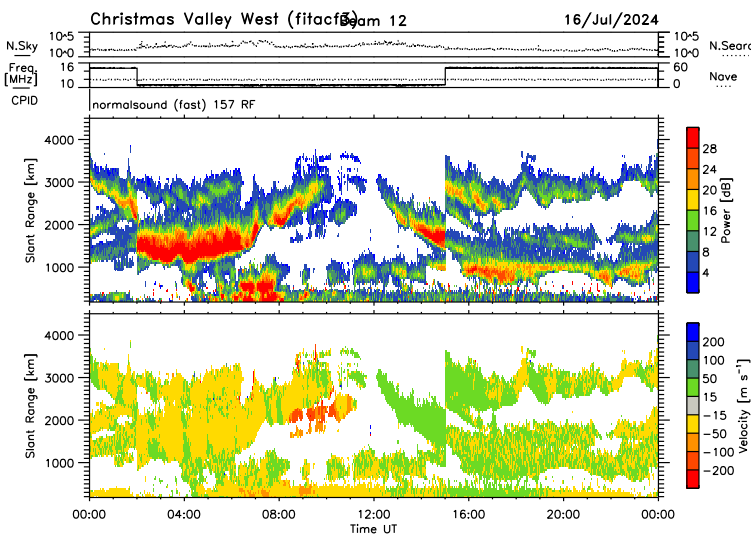 Christmas Valley West (fitacf3) Beam 12 16/Jul/2024
N.Sky 10^5 10^0 10^5 10^0 N.Searc
Freq [MHz] 16 10 60 0 Nave
CPID normalsound (fast) 157 RF
Slant Range [km] 4000 3000 2000 1000
Power [dB] 28 24 20 16 12 8 4
Slant Range [km] 4000 3000 2000 1000
Velocity [m s⁻¹] 200 100 50 15 -15 -50 -100 -200
00:00 04:00 08:00 12:00 16:00 20:00 00:00
Time UT